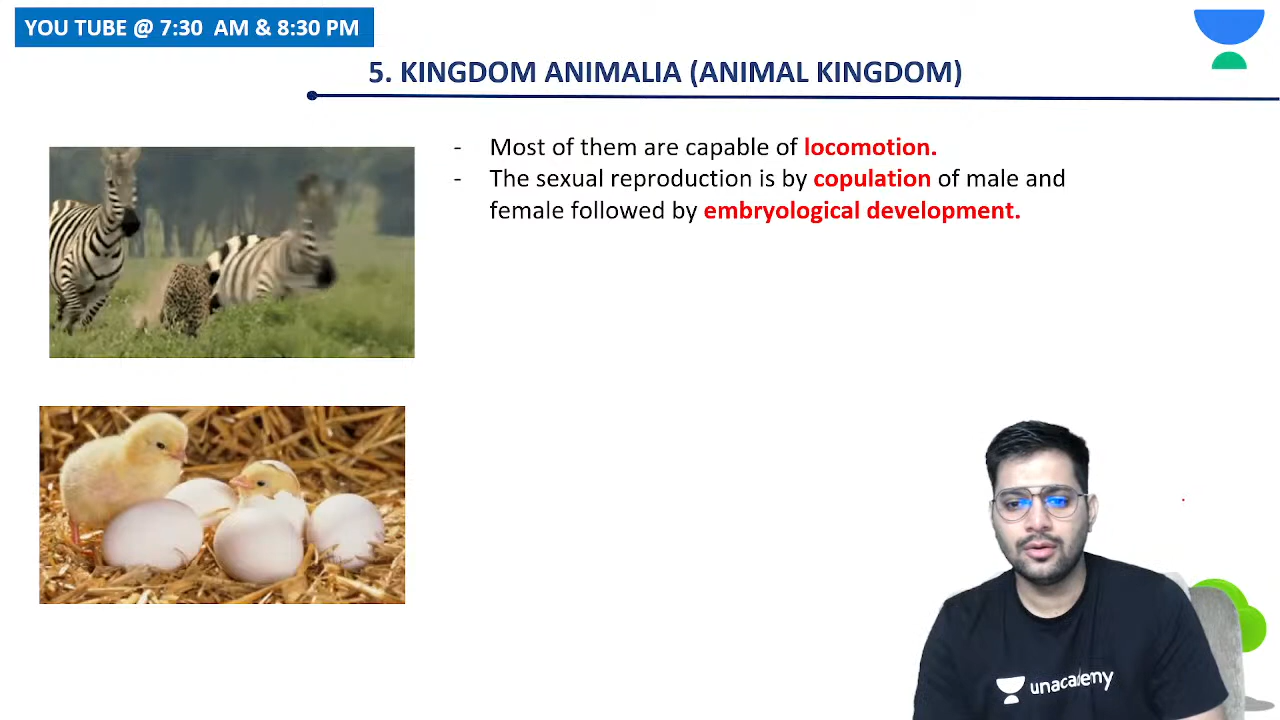 YOU TUBE @ 7:30 AM & 8:30 PM
5. KINGDOM ANIMALIA (ANIMAL KINGDOM)
- Most of them are capable of locomotion.
- The sexual reproduction is by copulation of male and
female followed by embryological development.
unacademy